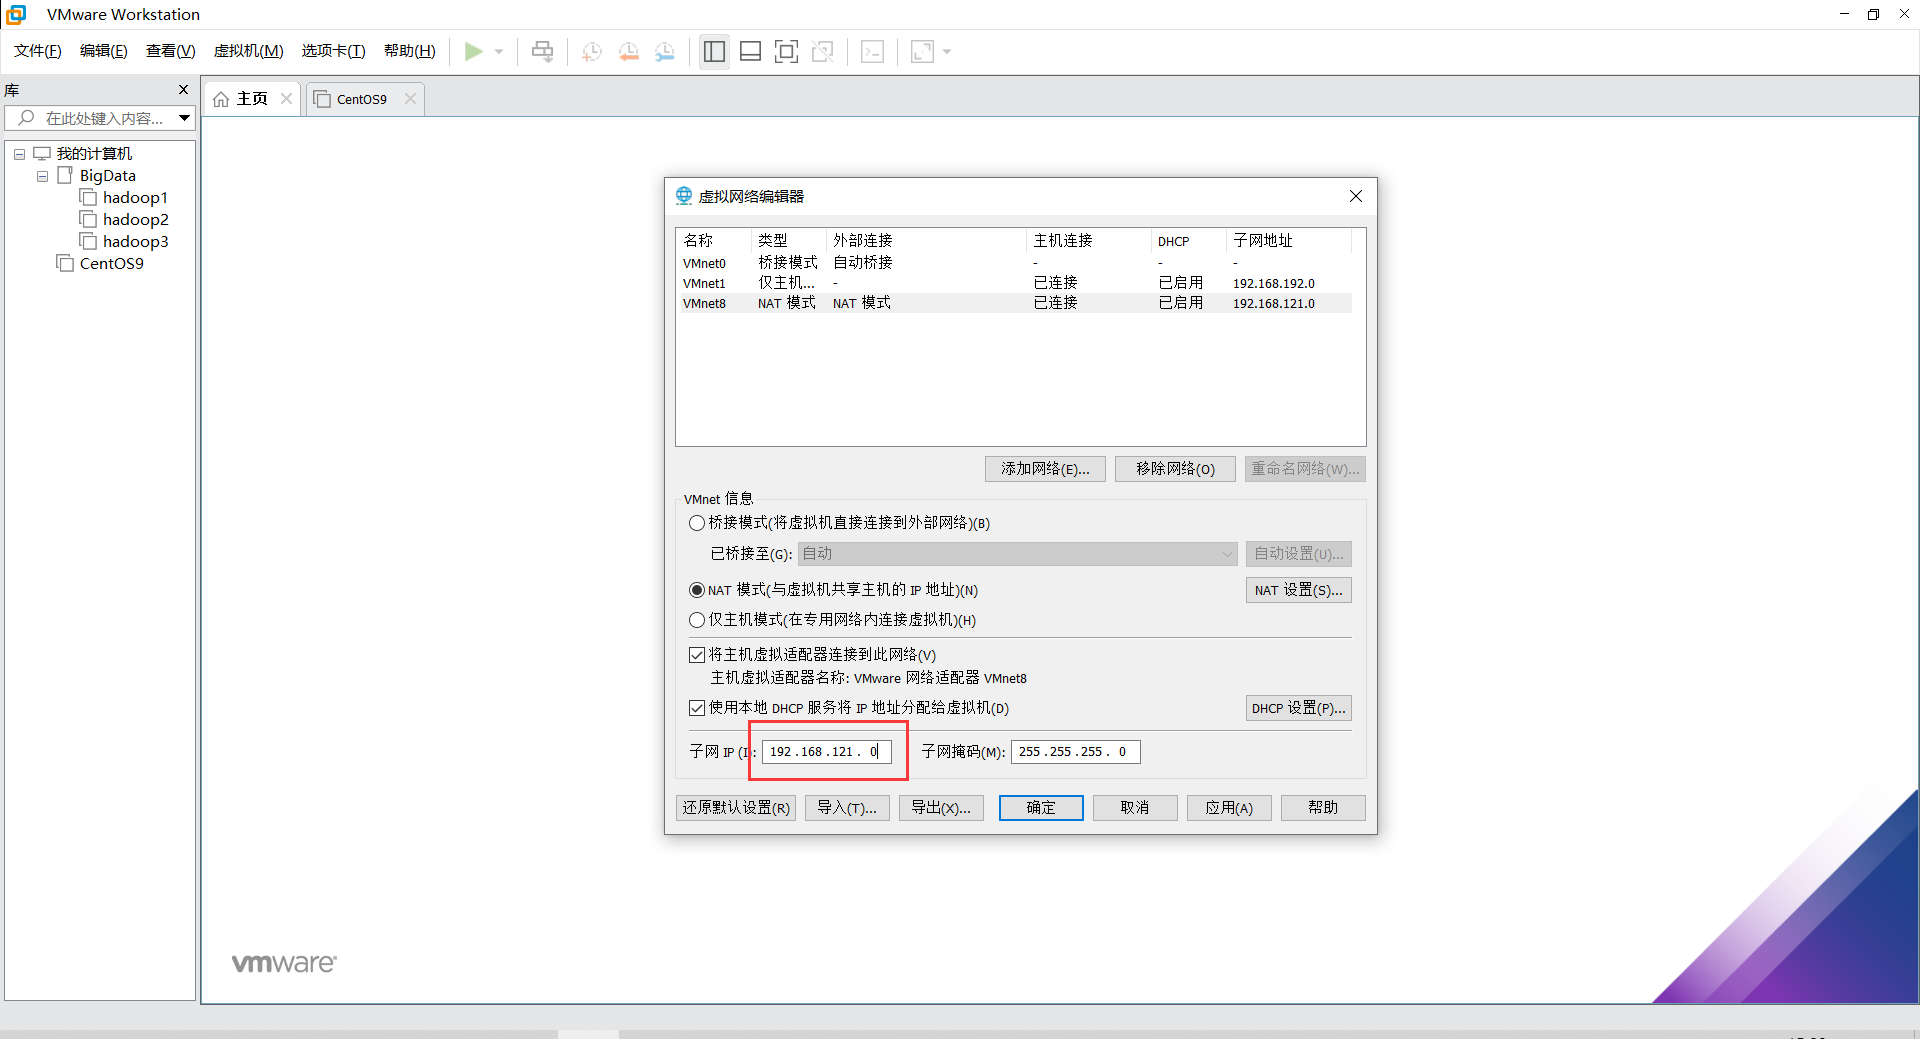 VMware Workstation
文件(F) 编辑(E) 查看(V) 虚拟机(M) 选项卡(T) 帮助(H)
库
主页 CentOS9
在此处键入内容...
我的计算机
BigData
hadoop1
hadoop2
hadoop3
CentOS9
虚拟网络编辑器
名称 类型 外部连接 主机连接 DHCP 子网地址
VMnet0 桥接模式 自动桥接 - - -
VMnet1 仅主机... - 已连接 已启用 192.168.192.0
VMnet8 NAT 模式 NAT 模式 已连接 已启用 192.168.121.0
添加网络(E)... 移除网络(O) 重命名网络(W)...
VMnet 信息
桥接模式(将虚拟机直接连接到外部网络)(B)
已桥接至(G): 自动 自动设置(U)...
NAT 模式(与虚拟机共享主机的 IP 地址)(N) NAT 设置(S)...
仅主机模式(在专用网络内连接虚拟机)(H)
将主机虚拟适配器连接到此网络(V)
主机虚拟适配器名称: VMware 网络适配器 VMnet8
使用本地 DHCP 服务将 IP 地址分配给虚拟机(D) DHCP 设置(P)...
子网 IP (I): 192.168.121. 0 子网掩码(M): 255.255.255. 0
还原默认设置(R) 导入(T)... 导出(X)... 确定 取消 应用(A) 帮助
vmware